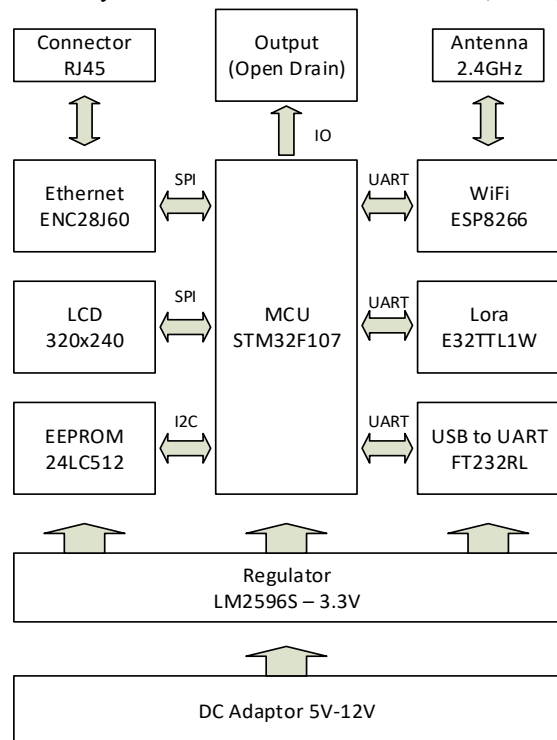 Connector
RJ45
Output
(Open Drain)
Antenna
2.4GHz
IO
Ethernet
ENC28J60
SPI
MCU
STM32F107
UART
WiFi
ESP8266
LCD
320x240
SPI
UART
Lora
E32TTL1W
EEPROM
24LC512
I2C
UART
USB to UART
FT232RL
Regulator
LM2596S – 3.3V
DC Adaptor 5V-12V